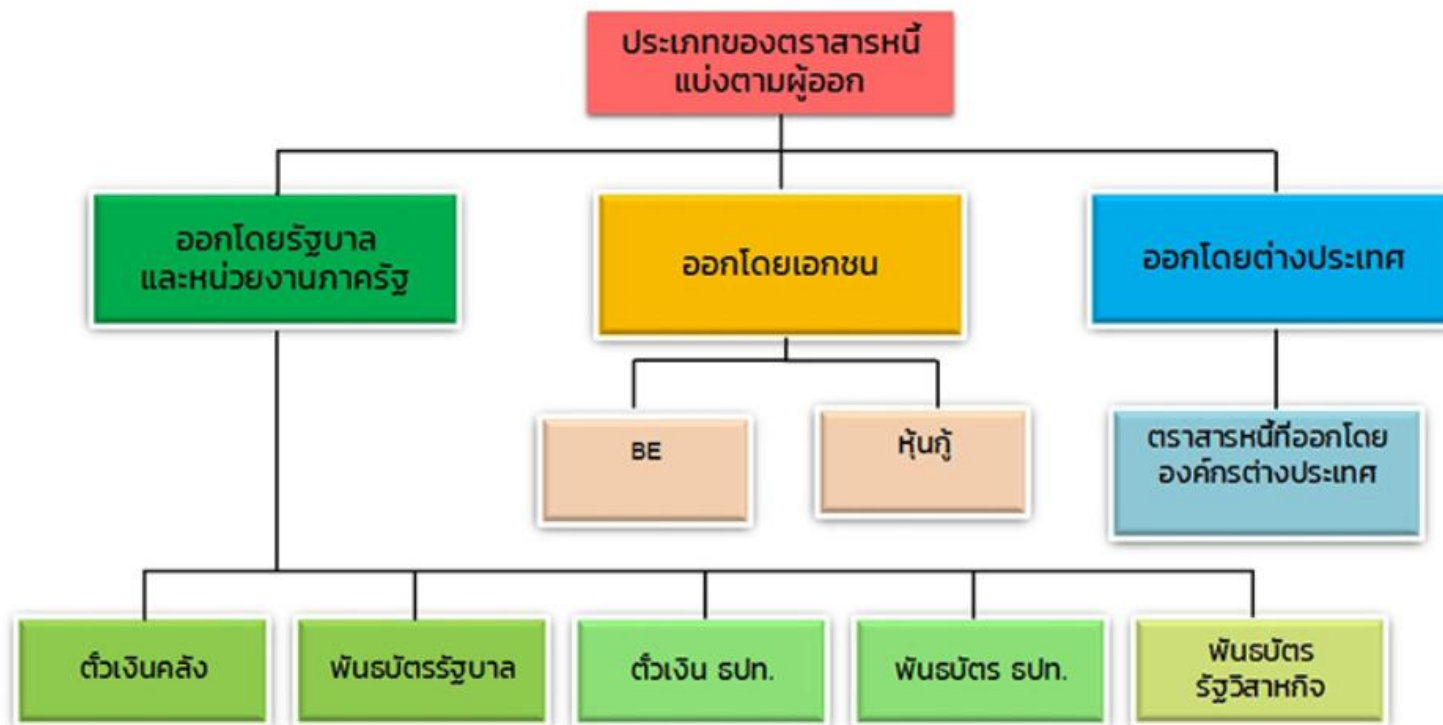 ประเภทของตราสารหนี้
แบ่งตามผู้ออก
ออกโดยรัฐบาล
และหน่วยงานภาครัฐ
ออกโดยเอกชน
ออกโดยต่างประเทศ
BE
หุ้นกู้
ตราสารหนี้ที่ออกโดย
องค์กรต่างประเทศ
ตั๋วเงินคลัง
พันธบัตรรัฐบาล
ตั๋วเงิน ธปท.
พันธบัตร ธปท.
พันธบัตร
รัฐวิสาหกิจ